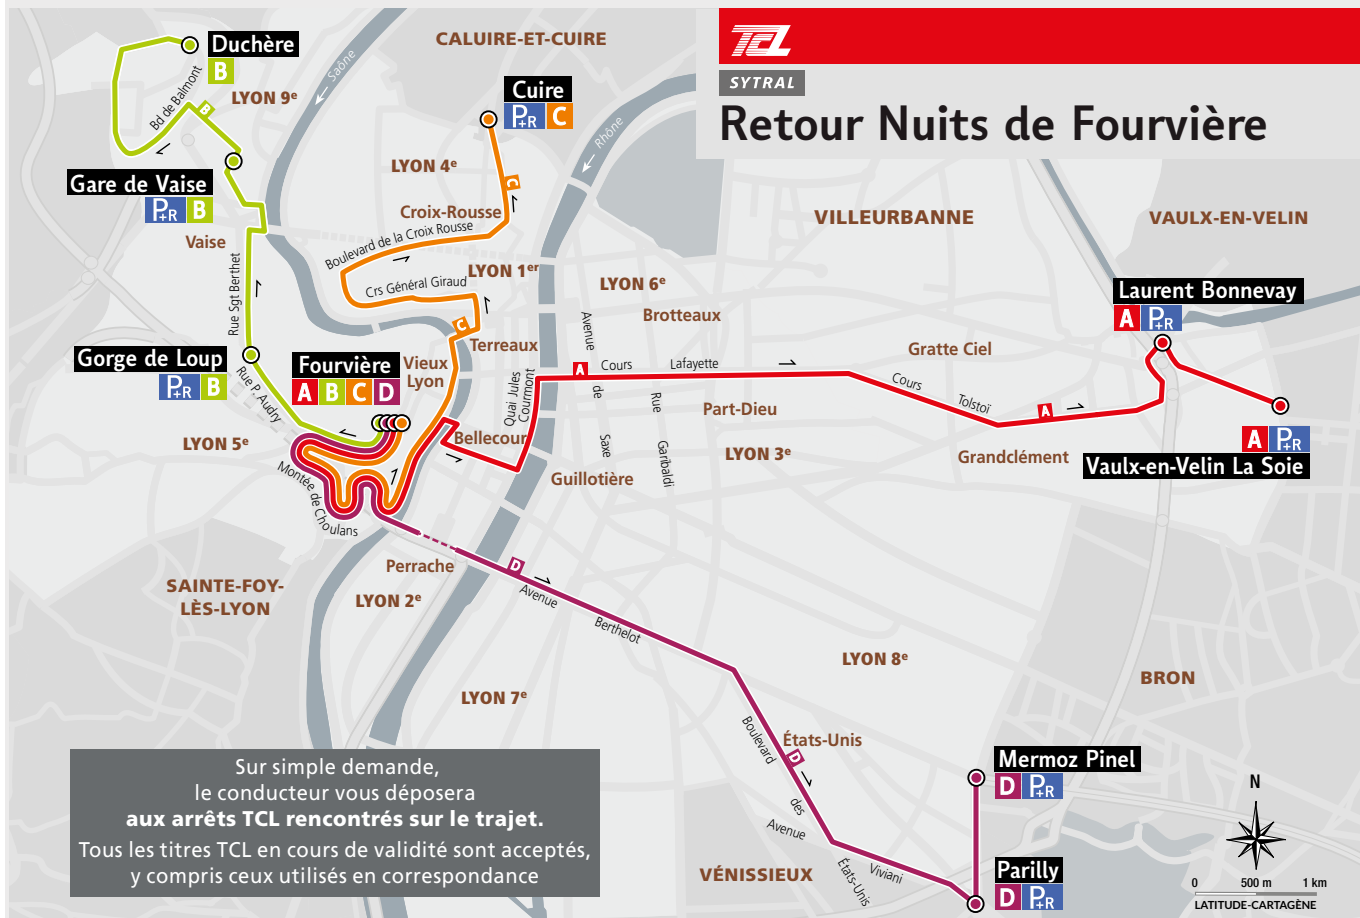 TCL
SYTRAL
Retour Nuits de Fourvière
Duchère
B
Bd de Balmont
B
LYON 9e
Saône
CALUIRE-ET-CUIRE
Cuire
P+R C
Rhône
Gare de Vaise
P+R B
Vaise
LYON 4e
C
Croix-Rousse
Boulevard de la Croix Rousse
VILLEURBANNE
VAULX-EN-VELIN
Rue Sgt Berthet
LYON 1er
Crs Général Giraud
LYON 6e
Brotteaux
Laurent Bonnevay
A P+R
C
Terreaux
Gorge de Loup
P+R B
Rue P. Audry
Fourvière
A B C D
Vieux
Lyon
Quai Jules
Courmont
Avenue
de
Saxe
A
Cours
Lafayette
Rue
Garibaldi
Gratte Ciel
Cours
Tolstoï
A
Part-Dieu
LYON 5e
Bellecour
LYON 3e
Grandclément
A P+R
Vaulx-en-Velin La Soie
Guillotière
Montée de Choulans
Perrache
D
Avenue
Berthelot
SAINTE-FOY-
LÈS-LYON
LYON 2e
LYON 7e
LYON 8e
BRON
Boulevard
des
États-Unis
États-Unis
D
Avenue
Viviani
VÉNISSIEUX
Mermoz Pinel
D P+R
Parilly
D P+R
Sur simple demande,
le conducteur vous déposera
aux arrêts TCL rencontrés sur le trajet.
Tous les titres TCL en cours de validité sont acceptés,
y compris ceux utilisés en correspondance
N
0 500 m 1 km
LATITUDE-CARTAGÈNE